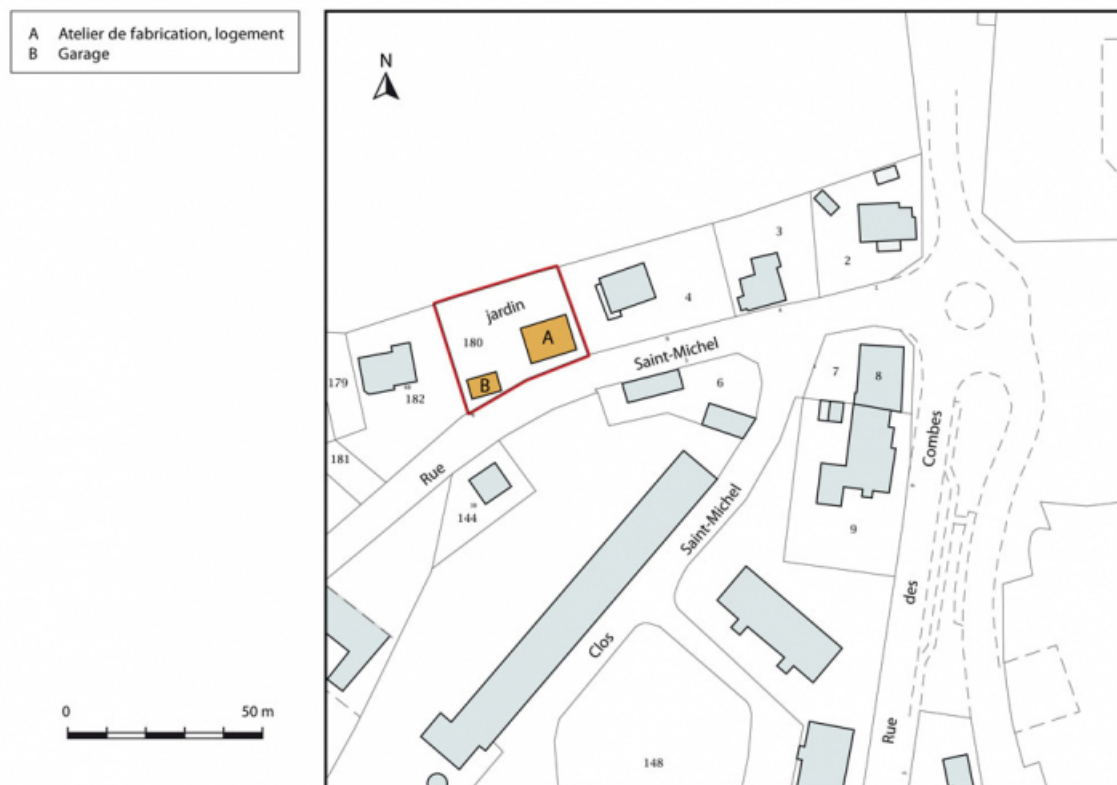 A Atelier de fabrication, logement
B Garage
N
3
2
jardin
4
A
180
Saint-Michel
B
179
182
6
7
8
181
Rue
Combes
144
Saint-Michel
9
des
Clos
0 50 m
Rue
148